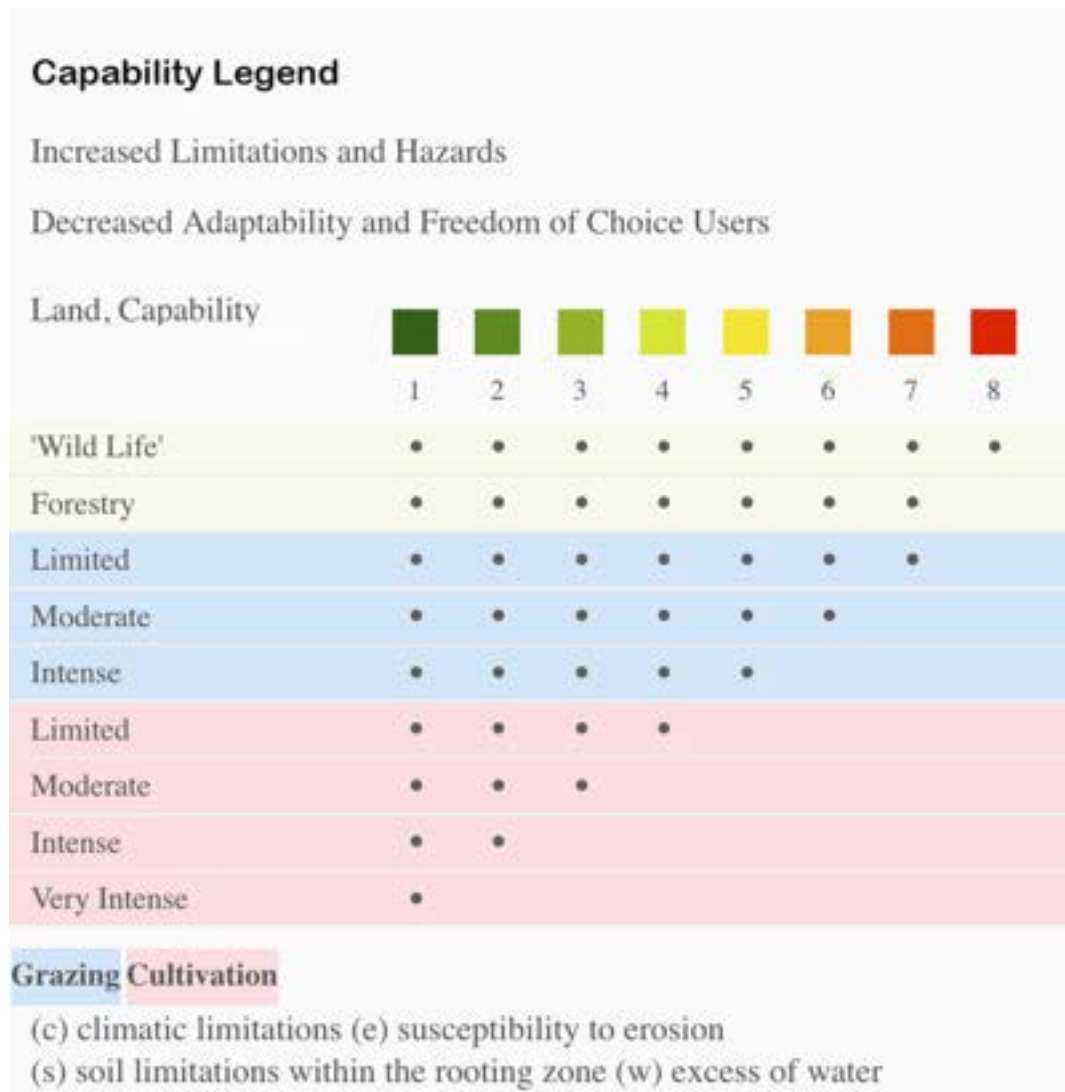 Capability Legend
Increased Limitations and Hazards
Decreased Adaptability and Freedom of Choice Users
Land, Capability
1 2 3 4 5 6 7 8
'Wild Life' • • • • • • • •
Forestry • • • • • • •
Limited • • • • • • •
Moderate • • • • • •
Intense • • • • •
Limited • • • •
Moderate • • •
Intense • •
Very Intense •
Grazing Cultivation
(c) climatic limitations (e) susceptibility to erosion
(s) soil limitations within the rooting zone (w) excess of water